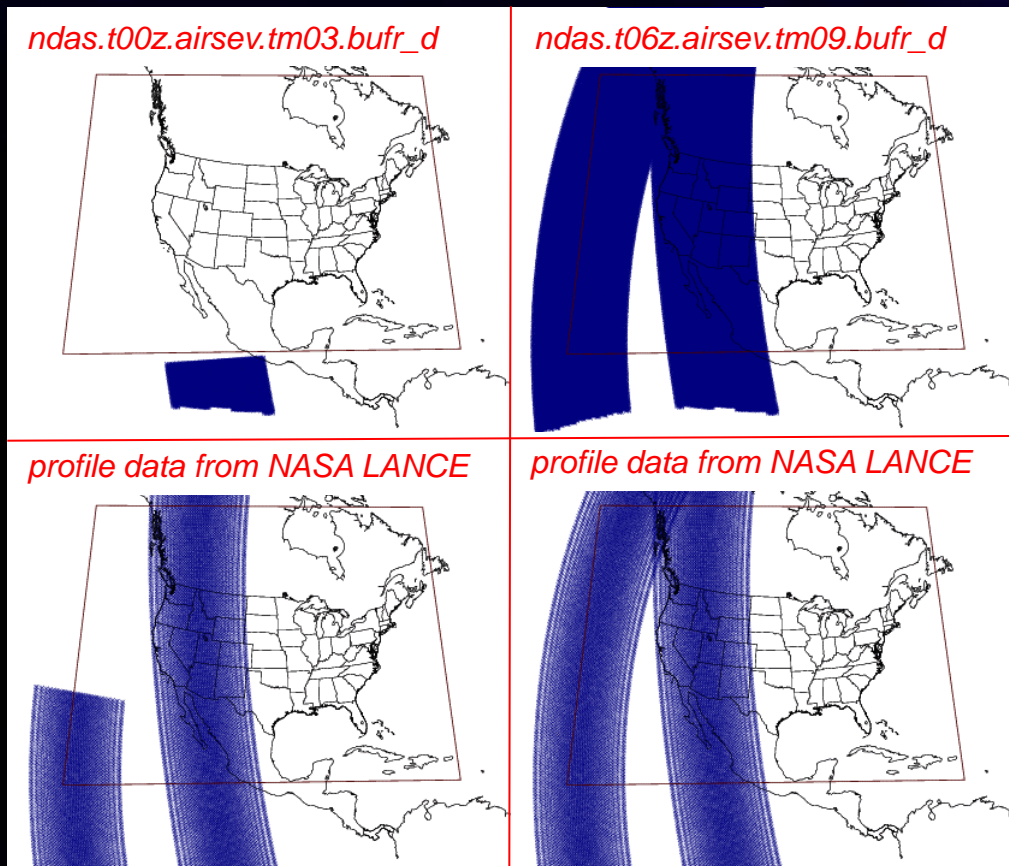 ndas.t00z.airsev.tm03.bufr_d
ndas.t06z.airsev.tm09.bufr_d
profile data from NASA LANCE
profile data from NASA LANCE